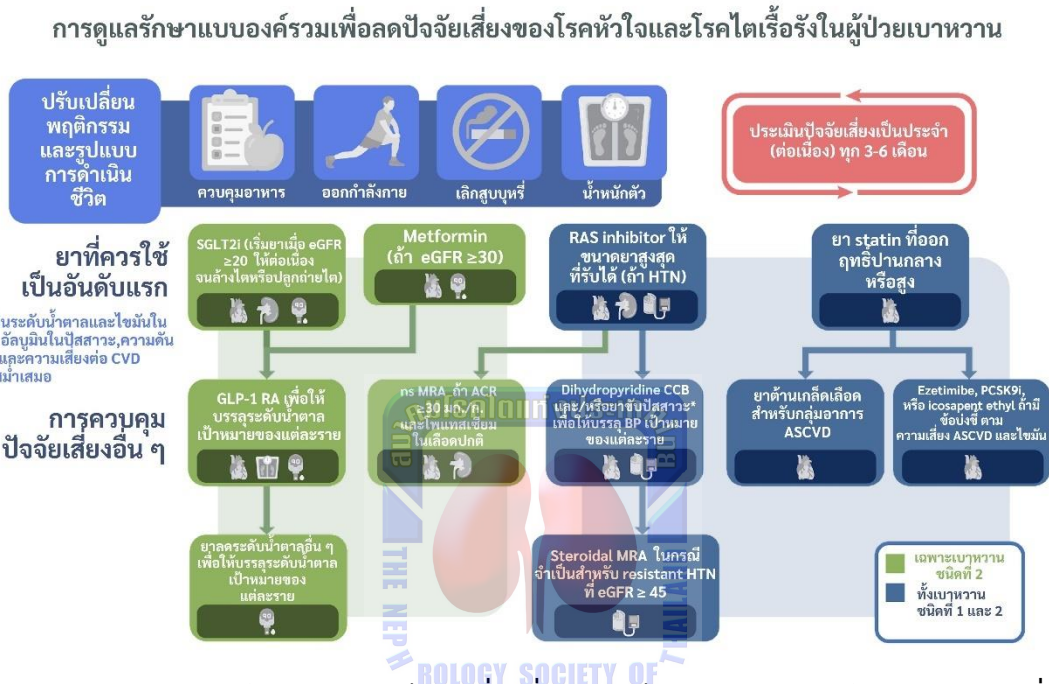 การดูแลรักษาแบบองค์รวมเพื่อลดปัจจัยเสี่ยงของโรคหัวใจและโรคไตเรื้อรังในผู้ป่วยเบาหวาน
ปรับเปลี่ยน
พฤติกรรม
และรูปแบบ
การดำเนิน
ชีวิต
ควบคุมอาหาร
ออกกำลังกาย
เลิกสูบบุหรี่
น้ำหนักตัว
ประเมินปัจจัยเสี่ยงเป็นประจำ
(ต่อเนื่อง) ทุก 3-6 เดือน
ยาที่ควรใช้
เป็นอันดับแรก
SGLT2i (เริ่มยาเมื่อ eGFR
≥20 ให้ต่อเนื่อง
จนล้างไตหรือปลูกถ่ายไต)
Metformin
(ถ้า eGFR ≥30)
RAS inhibitor ให้
ขนาดยาสูงสุด
ที่รับได้ (ถ้า HTN)
ยา statin ที่ออก
ฤทธิ์ปานกลาง
หรือสูง
นระดับน้ำตาลและไขมันใน
อัลบูมินในปัสสาวะ,ความดัน
และความเสี่ยงต่อ CVD
สม่ำเสมอ
การควบคุม
ปัจจัยเสี่ยงอื่น ๆ
GLP-1 RA เพื่อให้
บรรลุระดับน้ำตาล
เป้าหมายของแต่ละราย
ns MRA ถ้า ACR
≥30 มก./ก.
และโพแทสเซียม
ในเลือดปกติ
Dihydropyridine CCB
และ/หรือยาขับปัสสาวะ*
เพื่อให้บรรลุ BP เป้าหมาย
ของแต่ละราย
ยาต้านเกล็ดเลือด
สำหรับกลุ่มอาการ
ASCVD
Ezetimibe, PCSK9i,
หรือ icosapent ethyl ถ้ามี
ข้อบ่งชี้ ตาม
ความเสี่ยง ASCVD และไขมัน
ยาลดระดับน้ำตาลอื่น ๆ
เพื่อให้บรรลุระดับน้ำตาล
เป้าหมายของ
แต่ละราย
Steroidal MRA ในกรณี
จำเป็นสำหรับ resistant HTN
ที่ eGFR ≥ 45
เฉพาะเบาหวาน
ชนิดที่ 2
ทั้งเบาหวาน
ชนิดที่ 1 และ 2
THE NEPHROLOGY SOCIETY OF THAILAND